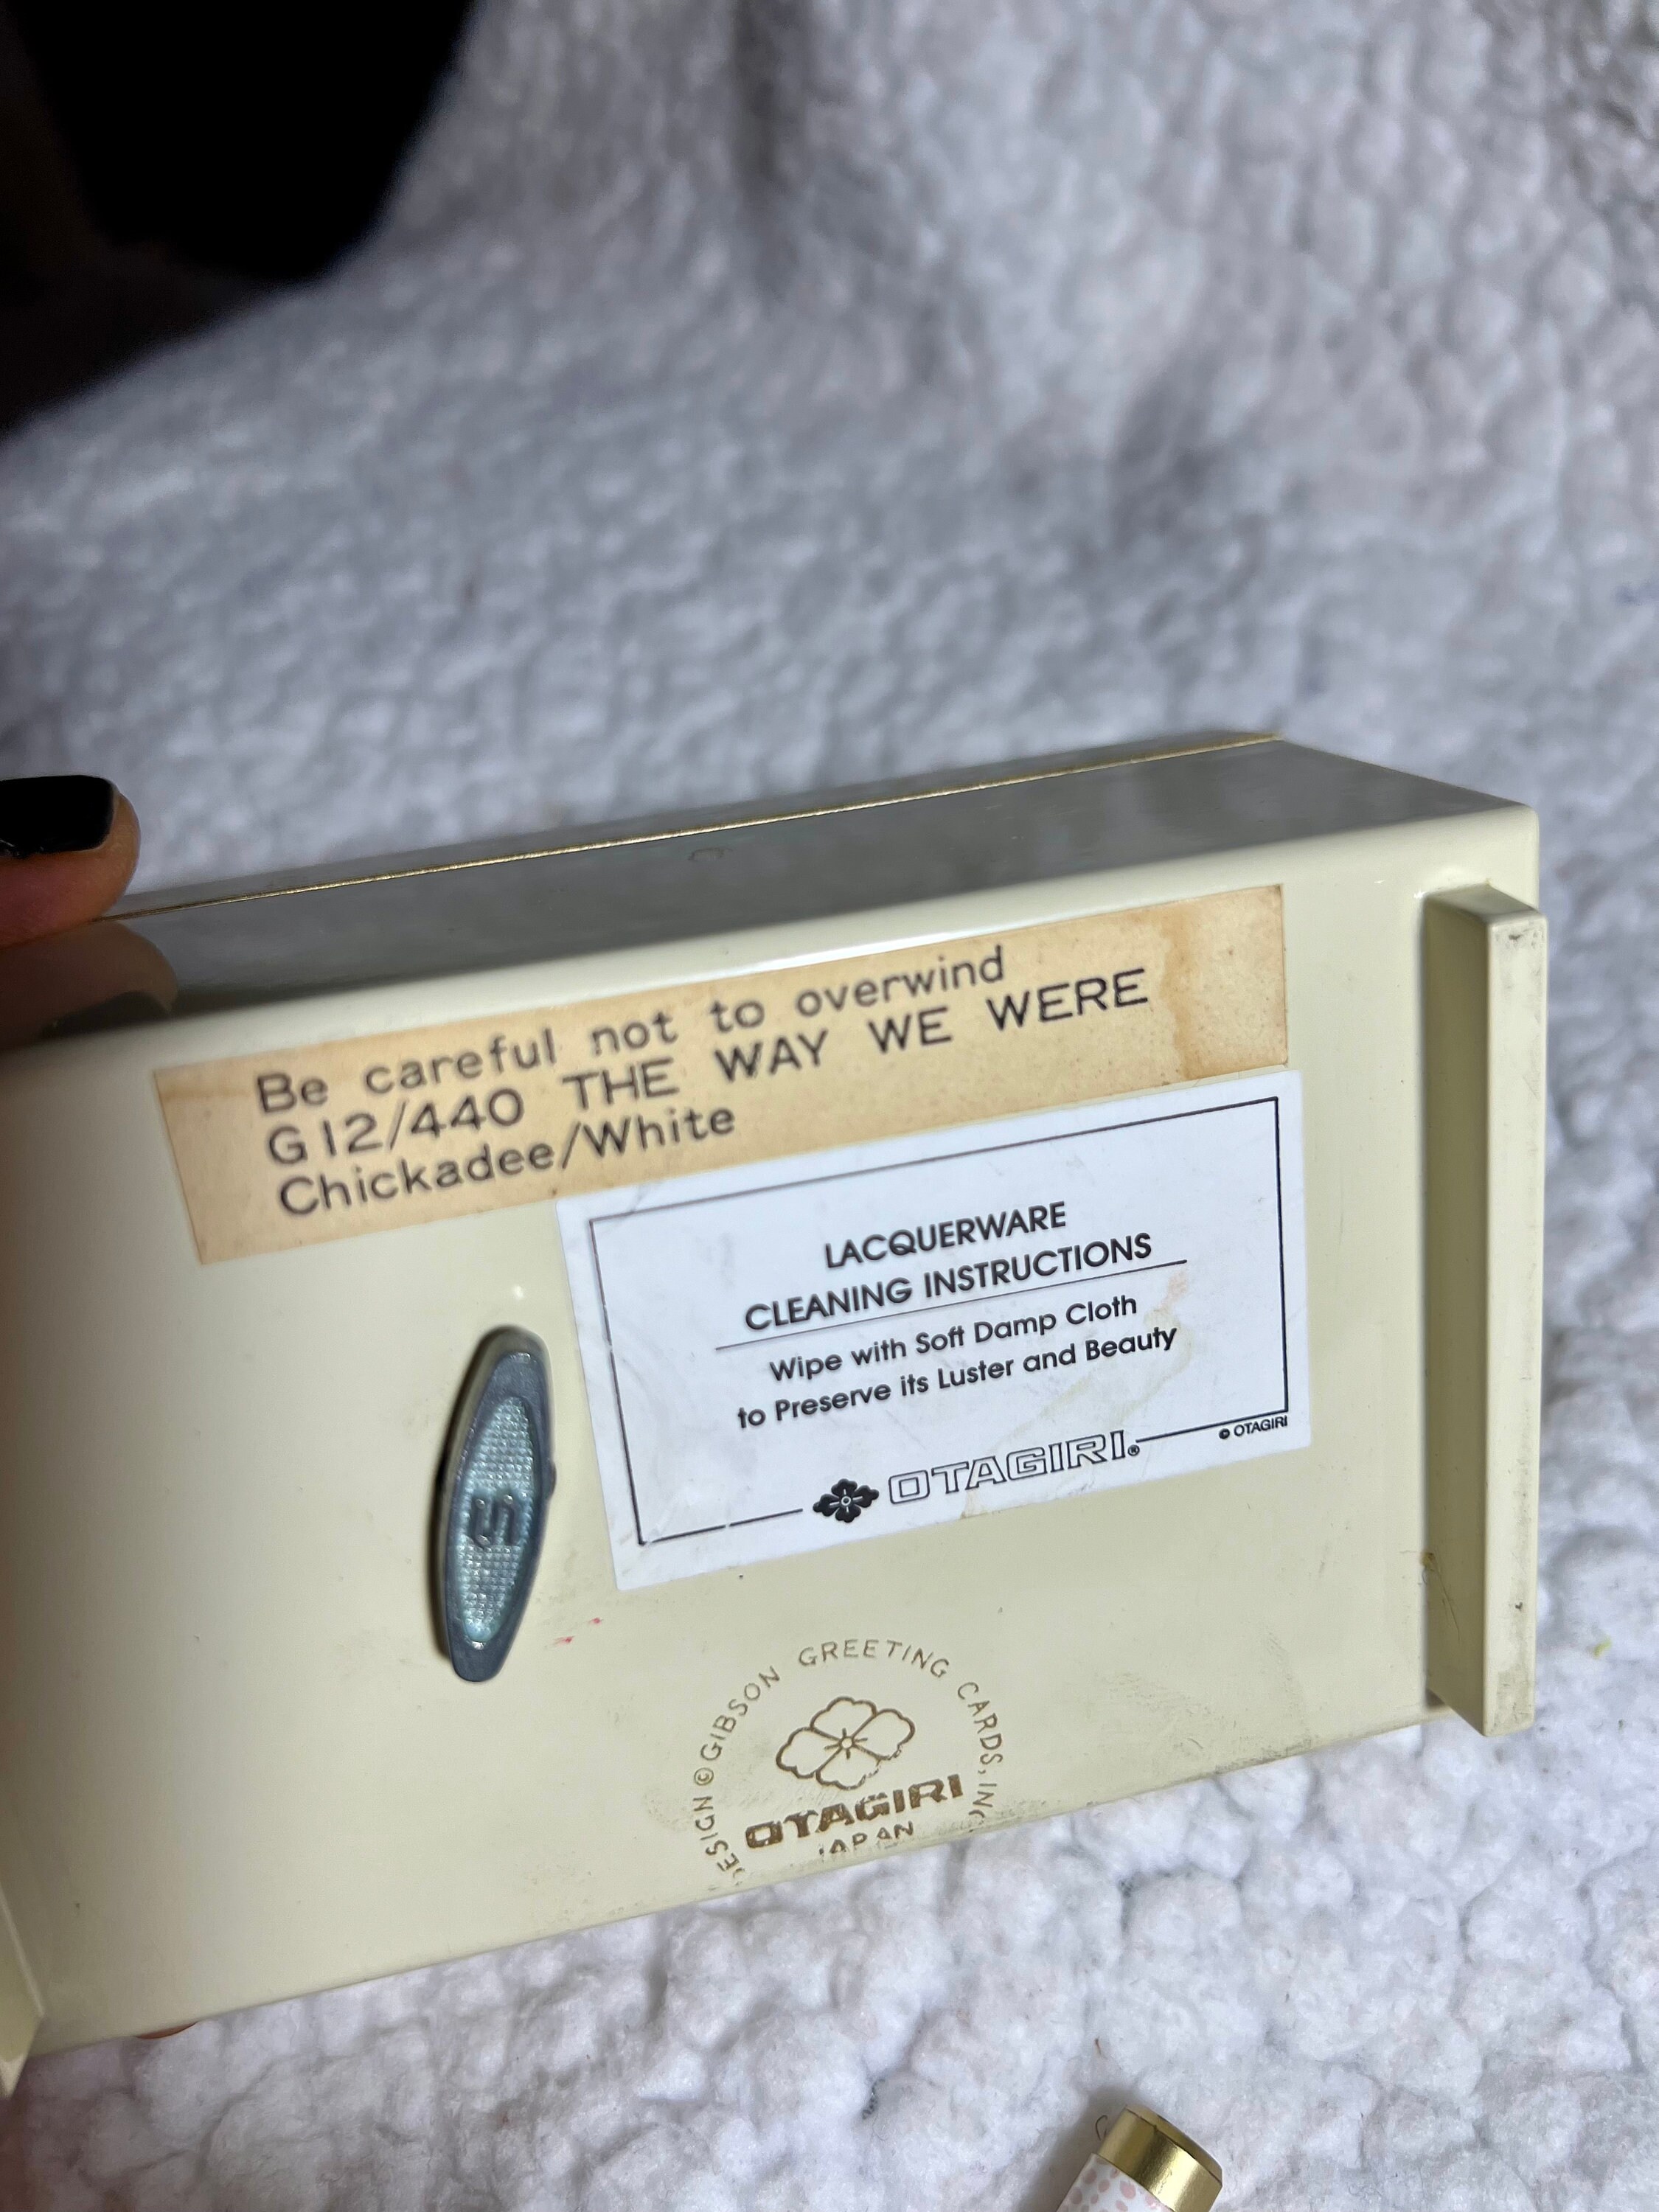 Be careful not to overwind
G12/440 THE WAY WE WERE
Chickadee/White
LACQUERWARE
CLEANING INSTRUCTIONS
Wipe with Soft Damp Cloth
to Preserve its Luster and Beauty
OTAGIRI®
© OTAGIRI
S
DESIGN © GIBSON GREETING CARDS, INC.
OTAGIRI
JAPAN